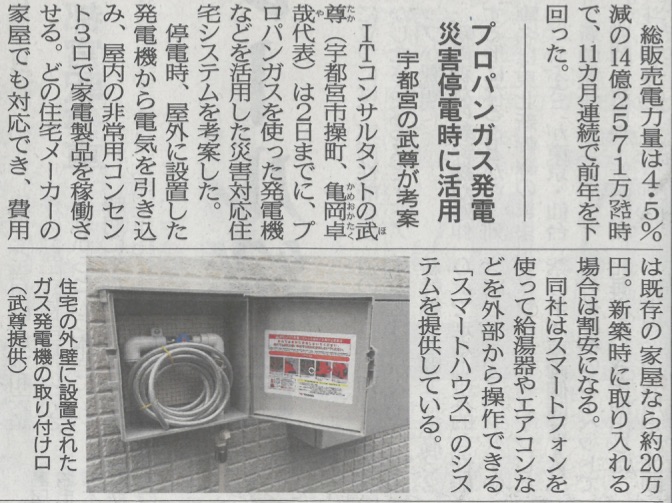 総販売電力量は4・5%
減の14億2571万㌔㍗時
で、11カ月連続で前年を下
回った。
プロパンガス発電
災害停電時に活用
宇都宮の武尊が考案
ITコンサルタントの武
尊(宇都宮市操町、亀岡卓
哉代表)は2日までに、プ
ロパンガスを使った発電機
などを活用した災害対応住
宅システムを考案した。
停電時、屋外に設置した
発電機から電気を引き込
み、屋内の非常用コンセン
ト3口で家電製品を稼働さ
せる。どの住宅メーカーの
家屋でも対応でき、費用
は既存の家屋なら約20万
円。新築時に取り入れる
場合は割安になる。
同社はスマートフォンを
使って給湯器やエアコンな
どを外部から操作できる
「スマートハウス」のシス
テムを提供している。
住宅の外壁に設置された
ガス発電機の取り付け口
(武尊提供)